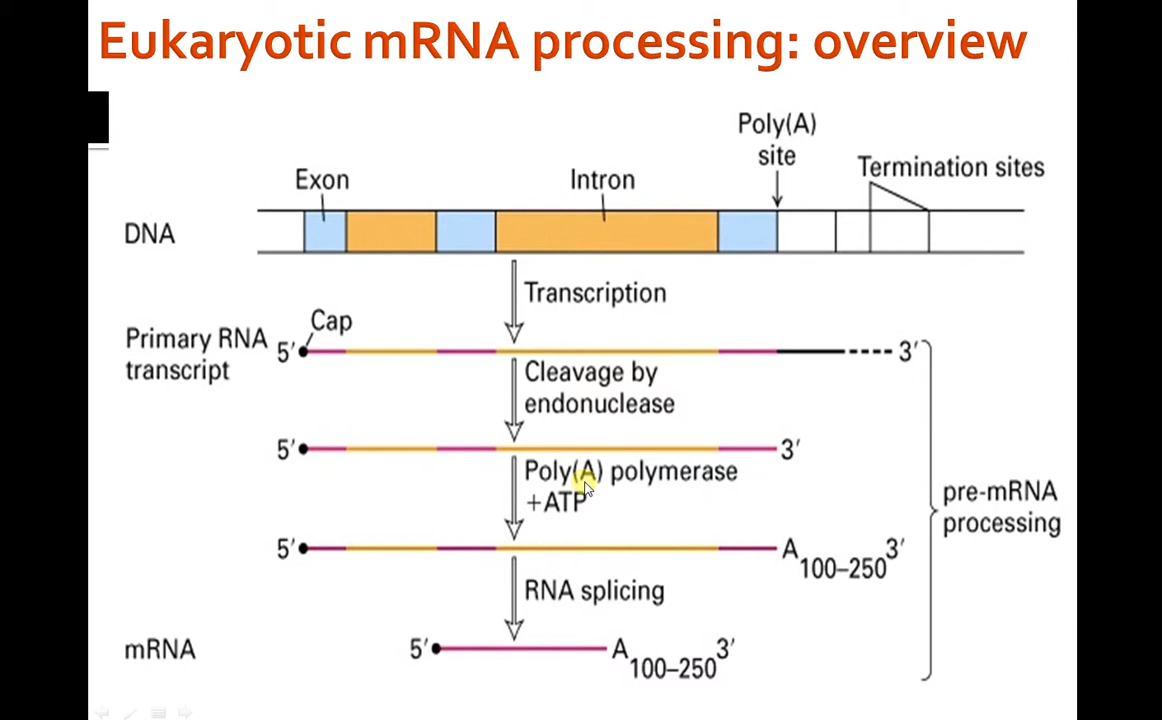 Eukaryotic mRNA processing: overview
Poly(A)
site
Termination sites
Exon
Intron
DNA
Transcription
Cap
Primary RNA
transcript
5′
3′
Cleavage by
endonuclease
5′
3′
Poly(A) polymerase
+ATP
pre-mRNA
processing
5′
A100–250 3′
RNA splicing
mRNA
5′
A100–250 3′